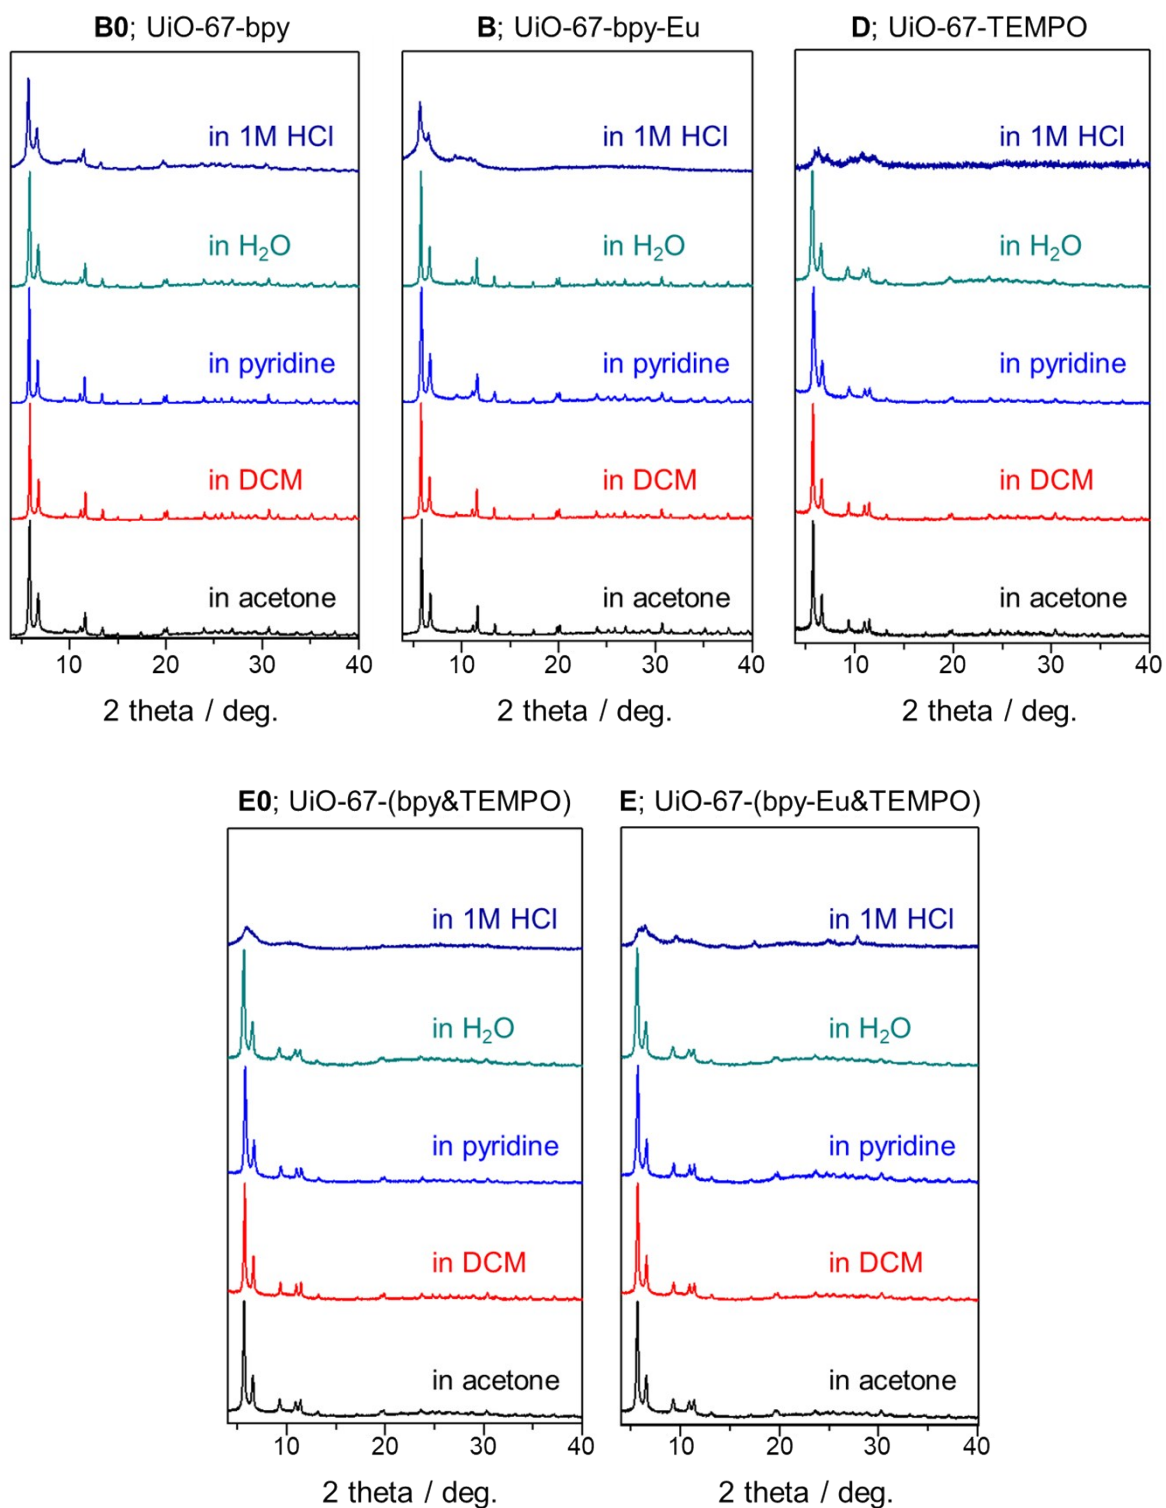 B0; UiO-67-bpy
B; UiO-67-bpy-Eu
D; UiO-67-TEMPO
in 1M HCl
in H₂O
in pyridine
in DCM
in acetone
10 20 30 40
2 theta / deg.
in 1M HCl
in H₂O
in pyridine
in DCM
in acetone
10 20 30 40
2 theta / deg.
in 1M HCl
in H₂O
in pyridine
in DCM
in acetone
10 20 30 40
2 theta / deg.
E0; UiO-67-(bpy&TEMPO)
E; UiO-67-(bpy-Eu&TEMPO)
in 1M HCl
in H₂O
in pyridine
in DCM
in acetone
10 20 30 40
2 theta / deg.
in 1M HCl
in H₂O
in pyridine
in DCM
in acetone
10 20 30 40
2 theta / deg.